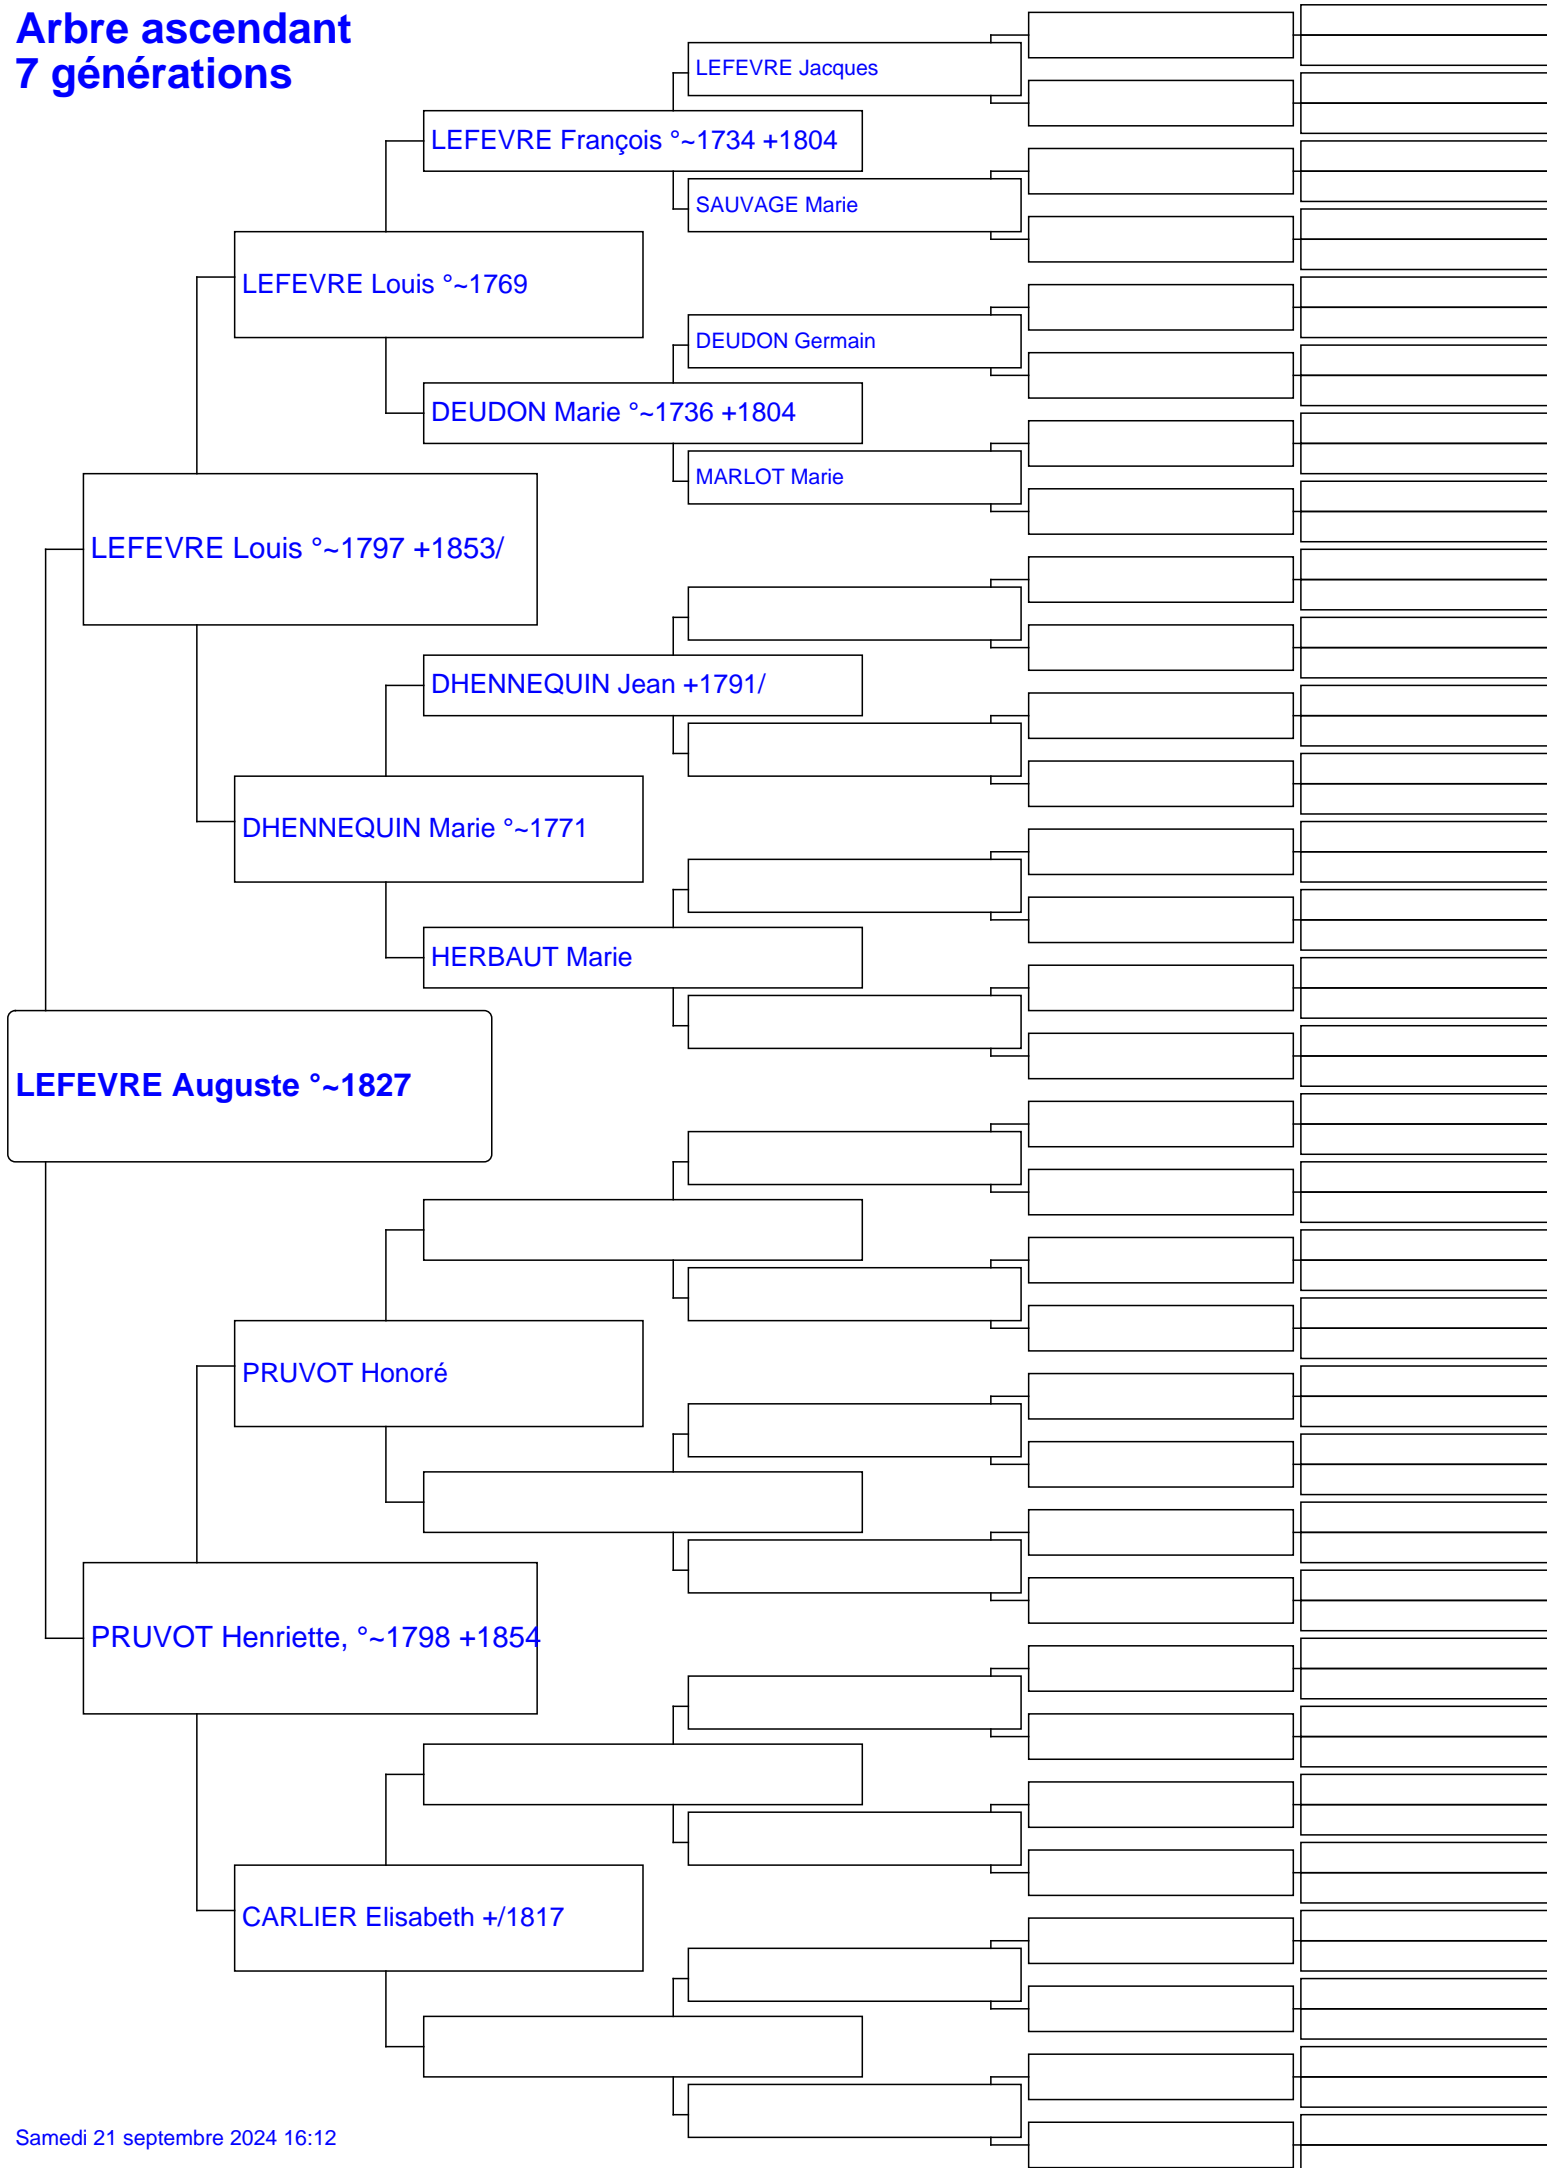 Arbre ascendant
7 générations
LEFEVRE Jacques
LEFEVRE François °~1734 +1804
SAUVAGE Marie
LEFEVRE Louis °~1769
DEUDON Germain
DEUDON Marie °~1736 +1804
MARLOT Marie
LEFEVRE Louis °~1797 +1853/
DHENNEQUIN Jean +1791/
DHENNEQUIN Marie °~1771
HERBAUT Marie
LEFEVRE Auguste °~1827
PRUVOT Honoré
PRUVOT Henriette, °~1798 +1854
CARLIER Elisabeth +/1817
Samedi 21 septembre 2024 16:12